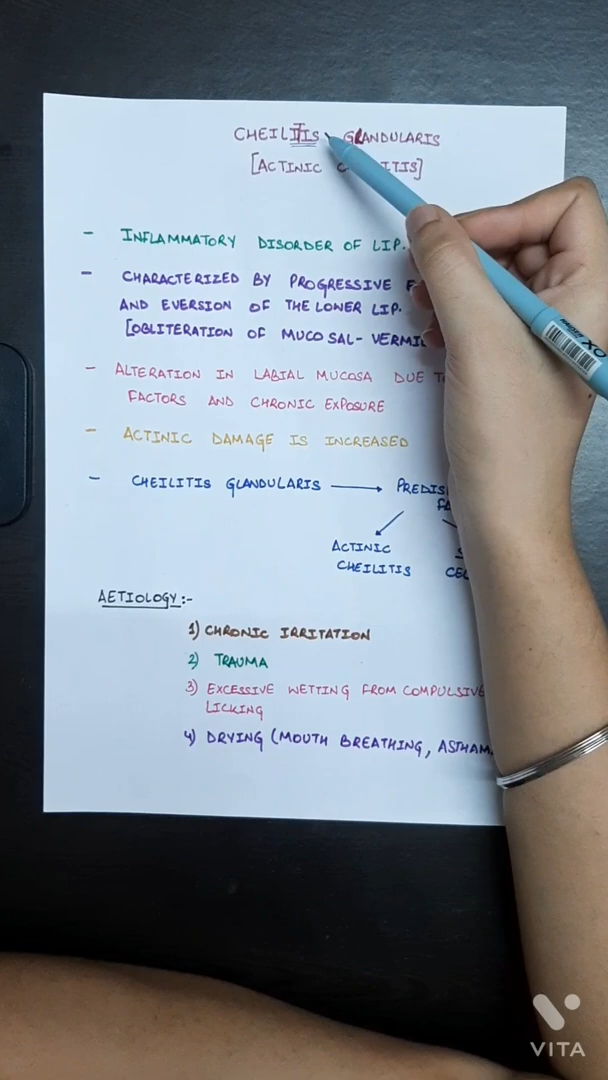 CHEILITIS GLANDULARIS
[ACTINIC
- INFLAMMATORY DISORDER OF LIP.
- CHARACTERIZED BY PROGRESSIVE
AND EVERSION OF THE LOWER LIP.
[OBLITERATION OF MUCOSAL-
- ALTERATION IN LABIAL MUCOSA DUE
FACTORS AND CHRONIC EXPOSURE
- ACTINIC DAMAGE IS INCREASED
- CHEILITIS GLANDULARIS →
ACTINIC
CHEILITIS
AETIOLOGY:-
1) CHRONIC IRRITATION
2) TRAUMA
3) EXCESSIVE WETTING FROM COMPULSIVE
LICKING
4) DRYING (MOUTH BREATHING,
VITA